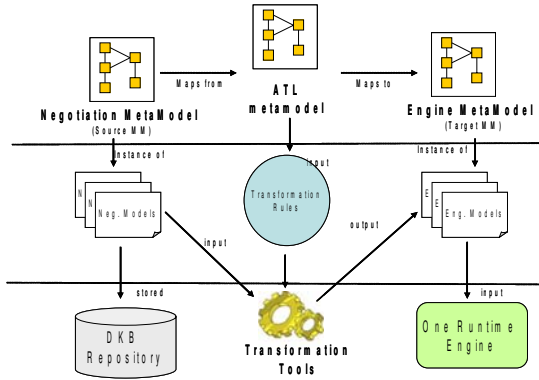 Maps from
ATL
metamodel
Maps to
Negotiation MetaModel
(Source MM)
Engine MetaModel
(Target MM)
Instance of
input
Instance of
Transformation
Rules
N
N
Neg.Models
E
E
Eng.Models
input
output
stored
input
DKB
Repository
Transformation
Tools
One Runtime
Engine